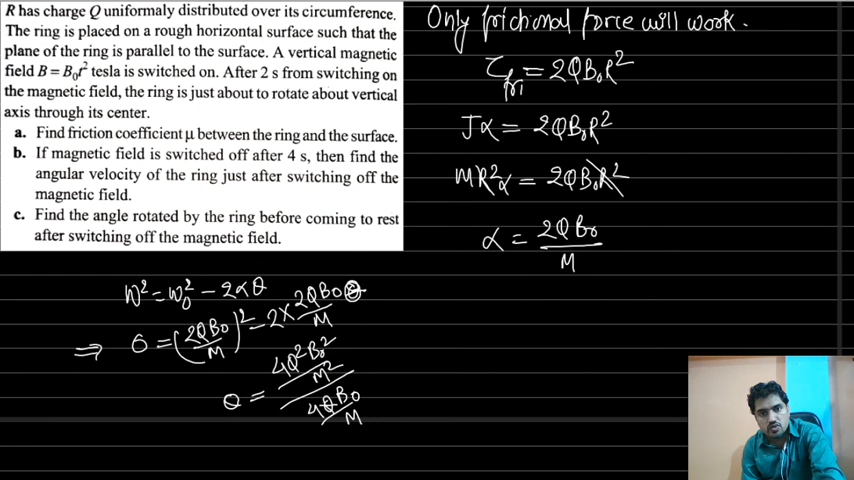 R has charge Q uniformaly distributed over its circumference.
The ring is placed on a rough horizontal surface such that the
plane of the ring is parallel to the surface. A vertical magnetic
field B = B₀t² tesla is switched on. After 2 s from switching on
the magnetic field, the ring is just about to rotate about vertical
axis through its center.
a. Find friction coefficient μ between the ring and the surface.
b. If magnetic field is switched off after 4 s, then find the
angular velocity of the ring just after switching off the
magnetic field.
c. Find the angle rotated by the ring before coming to rest
after switching off the magnetic field.
Only frictional force will work.
τfri = 2QB₀R²
Jα = 2QB₀R²
MR²α = 2QB₀R²
α = 2QB₀/M
W² = W₀² - 2αθ
⇒ 0 = (2QB₀/M)² - 2 × 2QB₀/M θ
θ = (4Q²B₀²/M²)/(4QB₀/M)